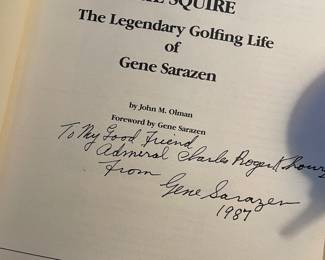 SQUIRE
The Legendary Golfing Life
of
Gene Sarazen
by John M. Olman
Foreword by Gene Sarazen
To My Good Friend
Admiral Charles
From
Gene Sarazen
1987